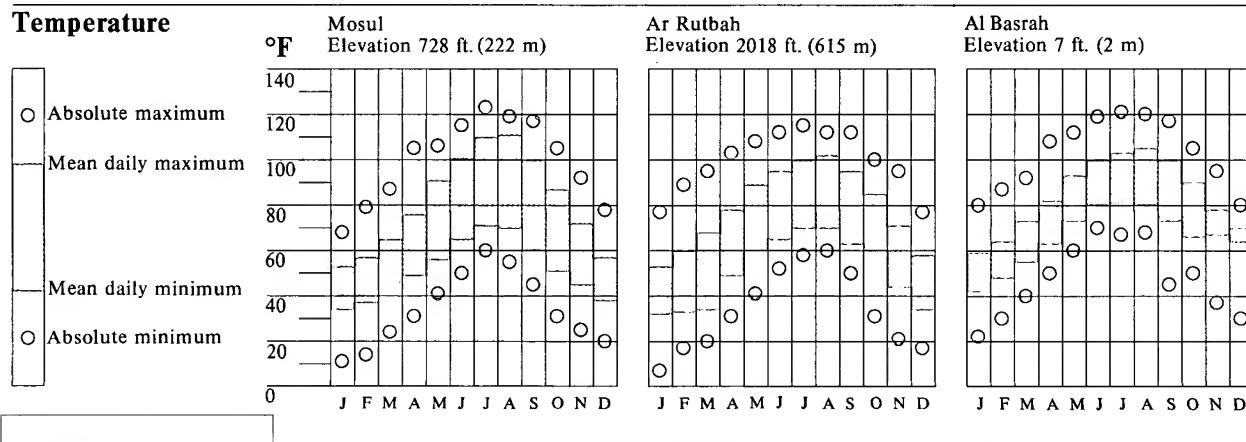 Temperature
°F
Mosul
Elevation 728 ft. (222 m)
Ar Rutbah
Elevation 2018 ft. (615 m)
Al Basrah
Elevation 7 ft. (2 m)
Absolute maximum
Mean daily maximum
Mean daily minimum
Absolute minimum
140
120
100
80
60
40
20
0
J F M A M J J A S O N D
J F M A M J J A S O N D
J F M A M J J A S O N D